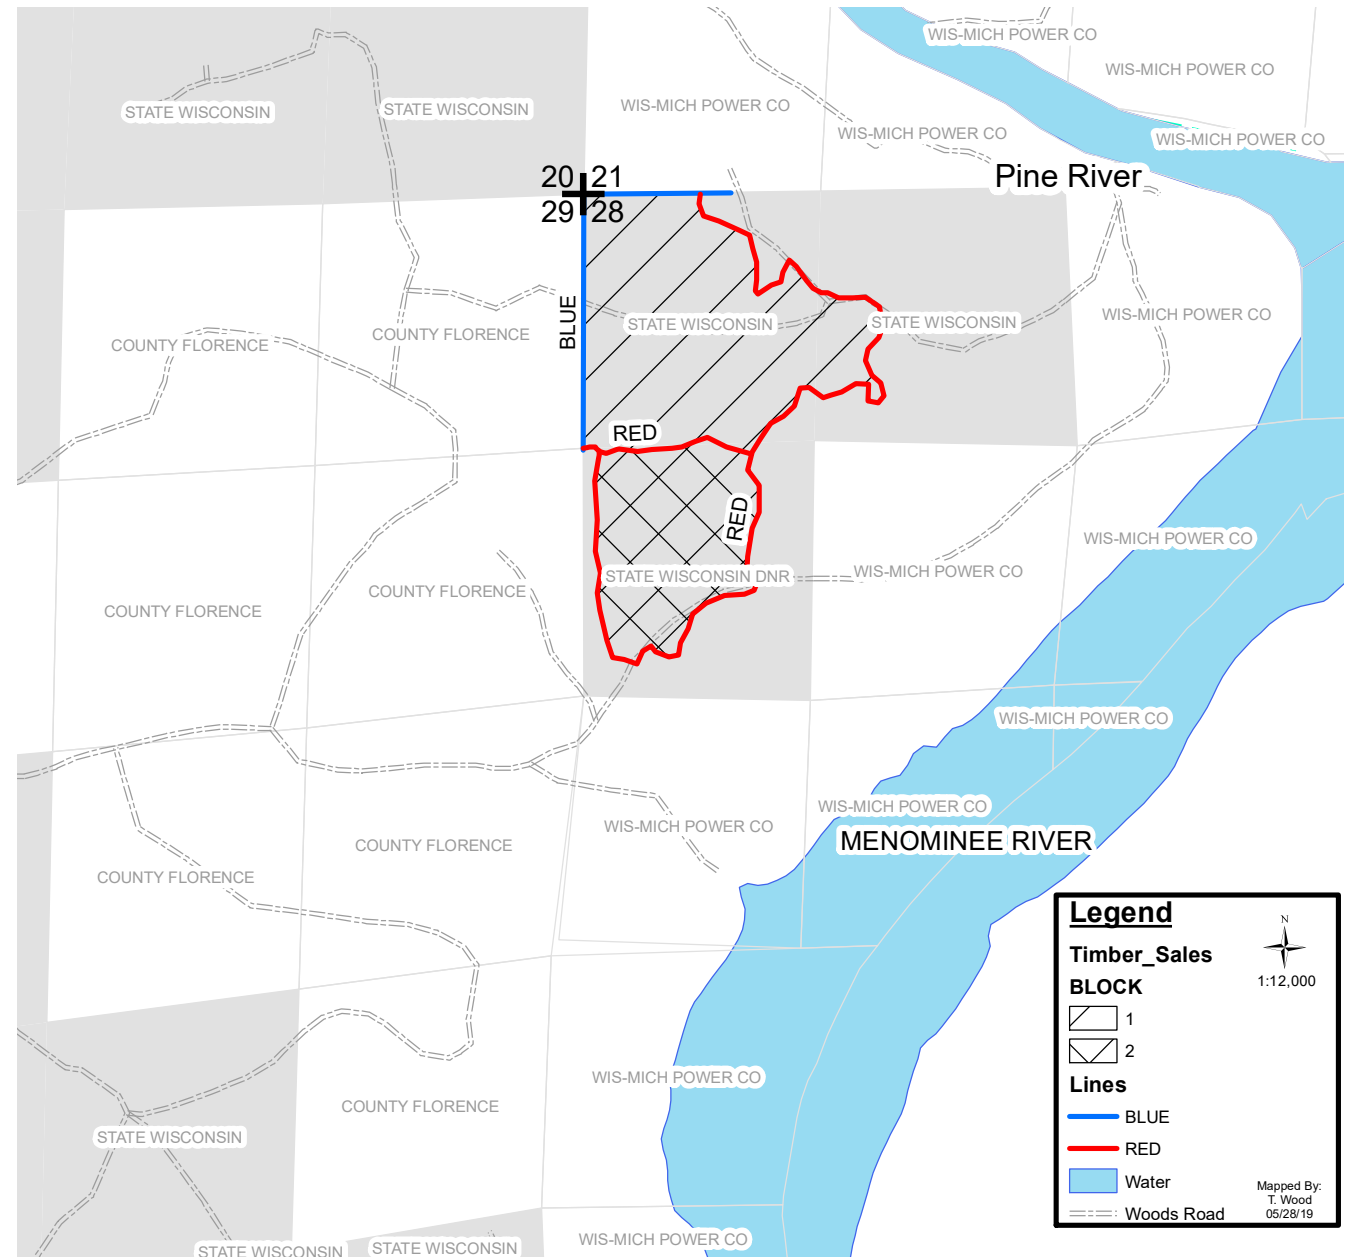 WIS-MICH POWER CO
WIS-MICH POWER CO
STATE WISCONSIN
STATE WISCONSIN
WIS-MICH POWER CO
WIS-MICH POWER CO
WIS-MICH POWER CO
Pine River
20 21
29 28
BLUE
COUNTY FLORENCE
COUNTY FLORENCE
STATE WISCONSIN
STATE WISCONSIN
WIS-MICH POWER CO
RED
RED
WIS-MICH POWER CO
STATE WISCONSIN DNR
WIS-MICH POWER CO
COUNTY FLORENCE
COUNTY FLORENCE
WIS-MICH POWER CO
WIS-MICH POWER CO
WIS-MICH POWER CO
MENOMINEE RIVER
COUNTY FLORENCE
COUNTY FLORENCE
WIS-MICH POWER CO
COUNTY FLORENCE
STATE WISCONSIN
STATE WISCONSIN
STATE WISCONSIN
WIS-MICH POWER CO
Legend
N
Timber_Sales
1:12,000
BLOCK
1
2
Lines
BLUE
RED
Water
Woods Road
Mapped By:
T. Wood
05/28/19